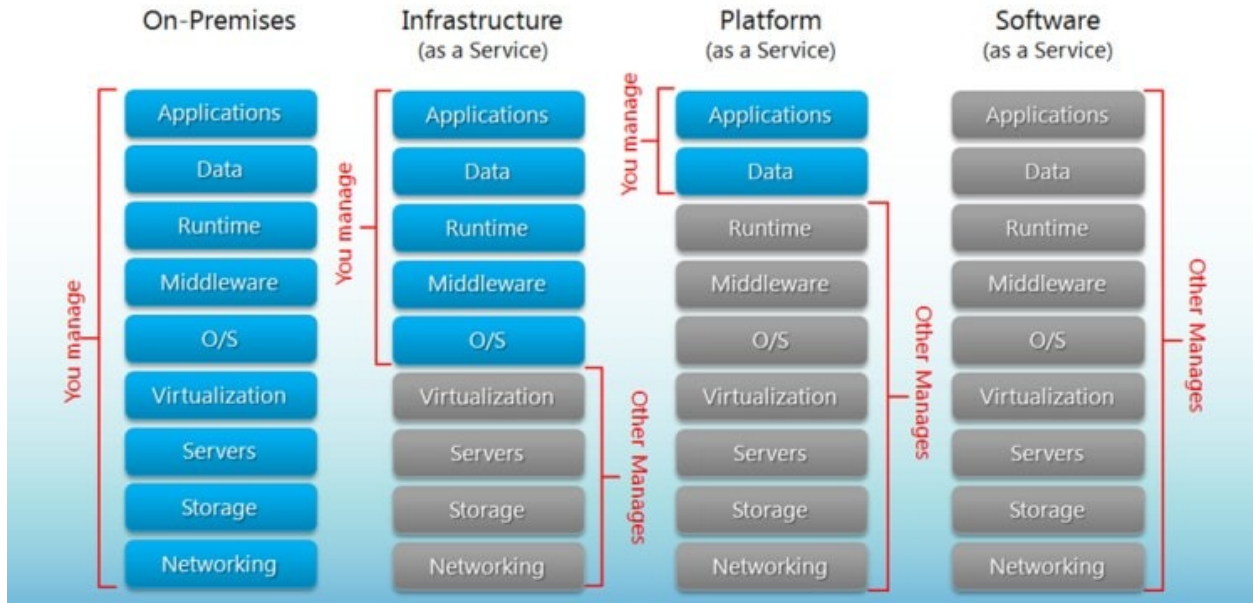 On-Premises
You manage
Applications
Data
Runtime
Middleware
O/S
Virtualization
Servers
Storage
Networking
Infrastructure
(as a Service)
You manage
Applications
Data
Runtime
Middleware
O/S
Virtualization
Servers
Storage
Networking
Other Manages
Platform
(as a Service)
You manage
Applications
Data
Runtime
Middleware
O/S
Virtualization
Servers
Storage
Networking
Other Manages
Software
(as a Service)
Applications
Data
Runtime
Middleware
O/S
Virtualization
Servers
Storage
Networking
Other Manages